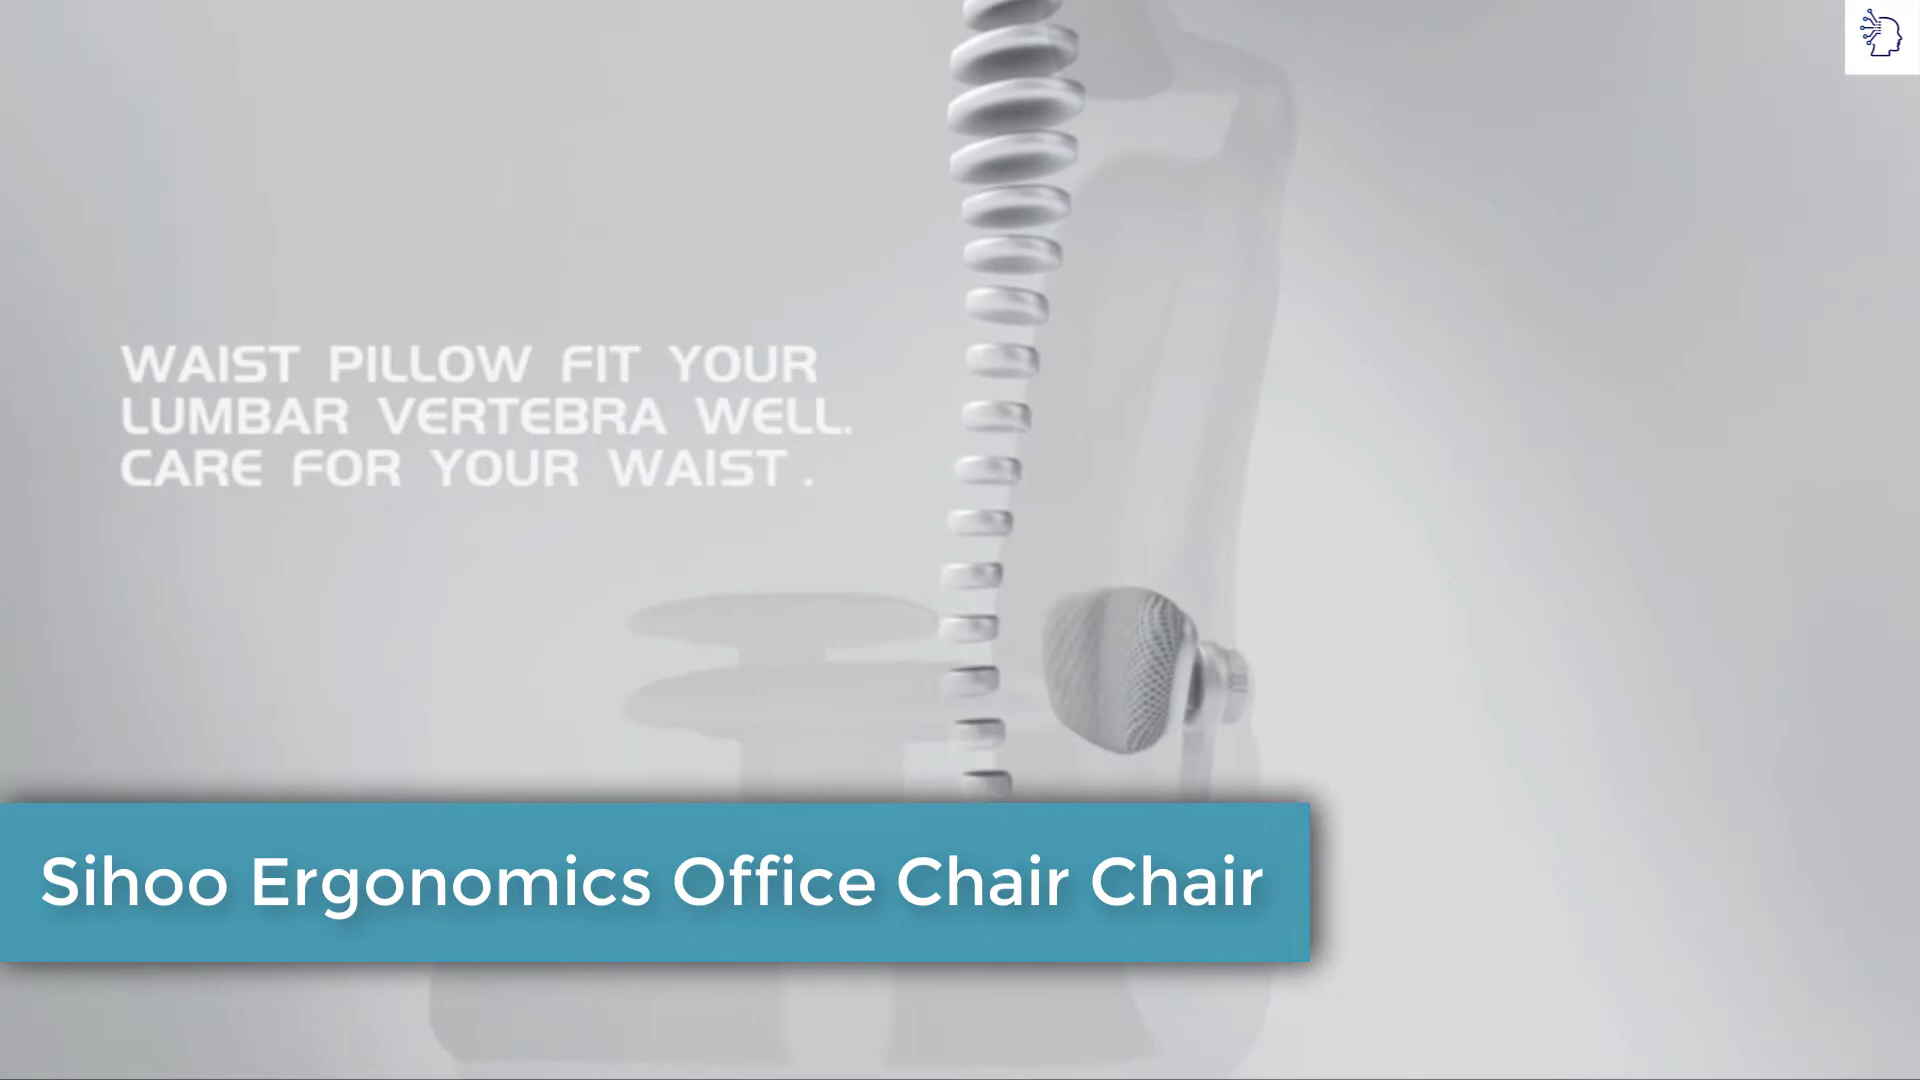 WAIST PILLOW FIT YOUR
LUMBAR VERTEBRA WELL.
CARE FOR YOUR WAIST .
Sihoo Ergonomics Office Chair Chair